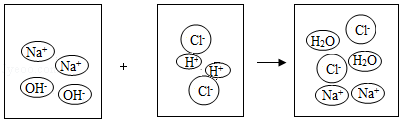 Na⁺
Na⁺
OH⁻
OH⁻
+
Cl⁻
H⁺
H⁺
Cl⁻
H₂O
Cl⁻
Cl⁻
H₂O
Na⁺
Na⁺